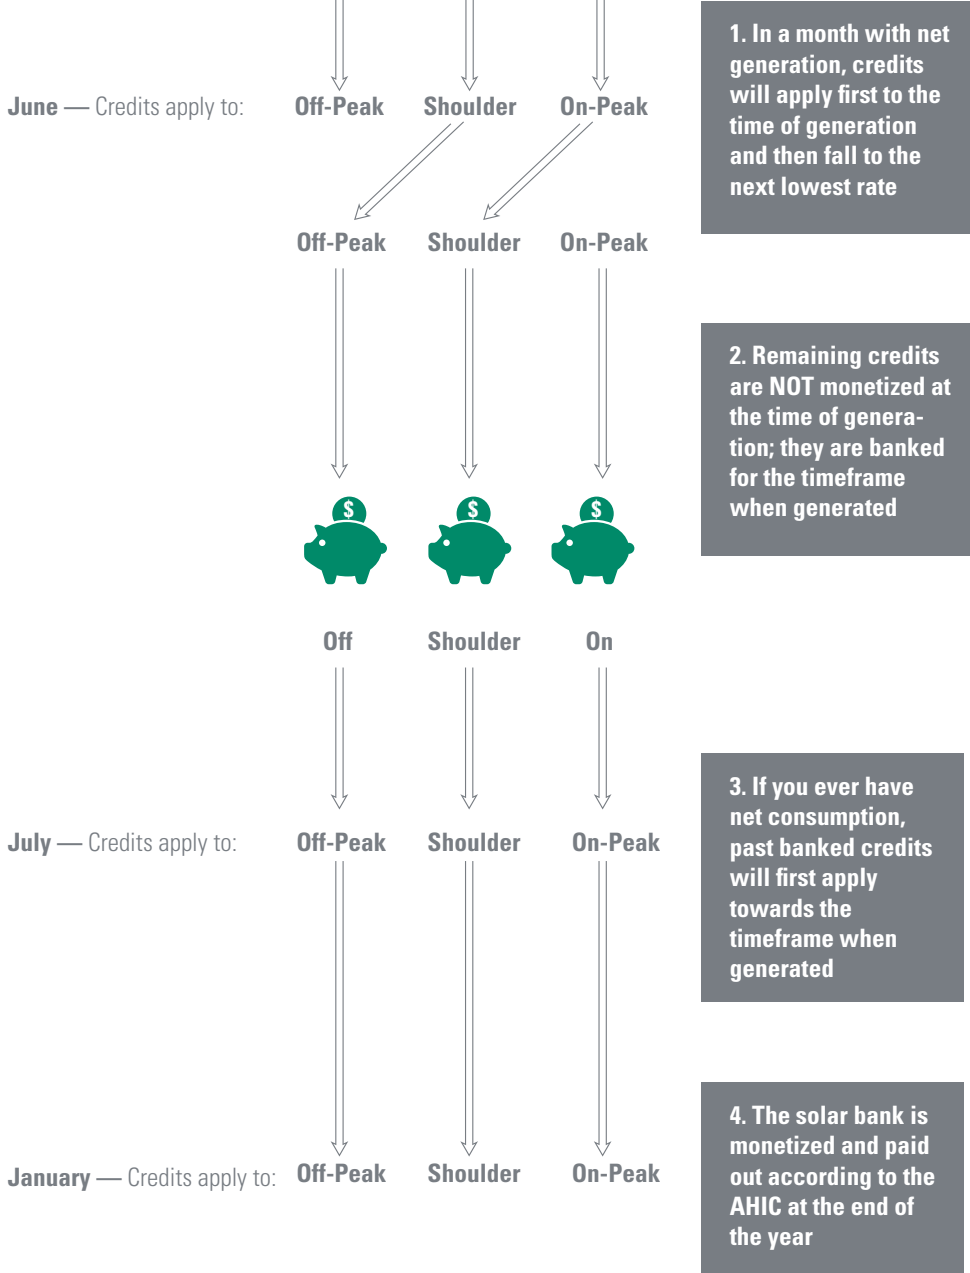 1. In a month with net
generation, credits
will apply first to the
time of generation
and then fall to the
next lowest rate
June — Credits apply to: Off-Peak Shoulder On-Peak
Off-Peak Shoulder On-Peak
2. Remaining credits
are NOT monetized at
the time of genera-
tion; they are banked
for the timeframe
when generated
$ $ $
Off Shoulder On
3. If you ever have
net consumption,
past banked credits
will first apply
towards the
timeframe when
generated
July — Credits apply to: Off-Peak Shoulder On-Peak
4. The solar bank is
monetized and paid
out according to the
AHIC at the end of
the year
January — Credits apply to: Off-Peak Shoulder On-Peak